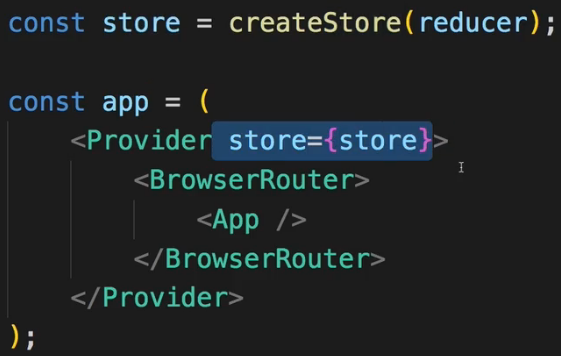 const store = createStore(reducer);
const app = (
<Provider store={store}>
<BrowserRouter>
<App />
</BrowserRouter>
</Provider>
);